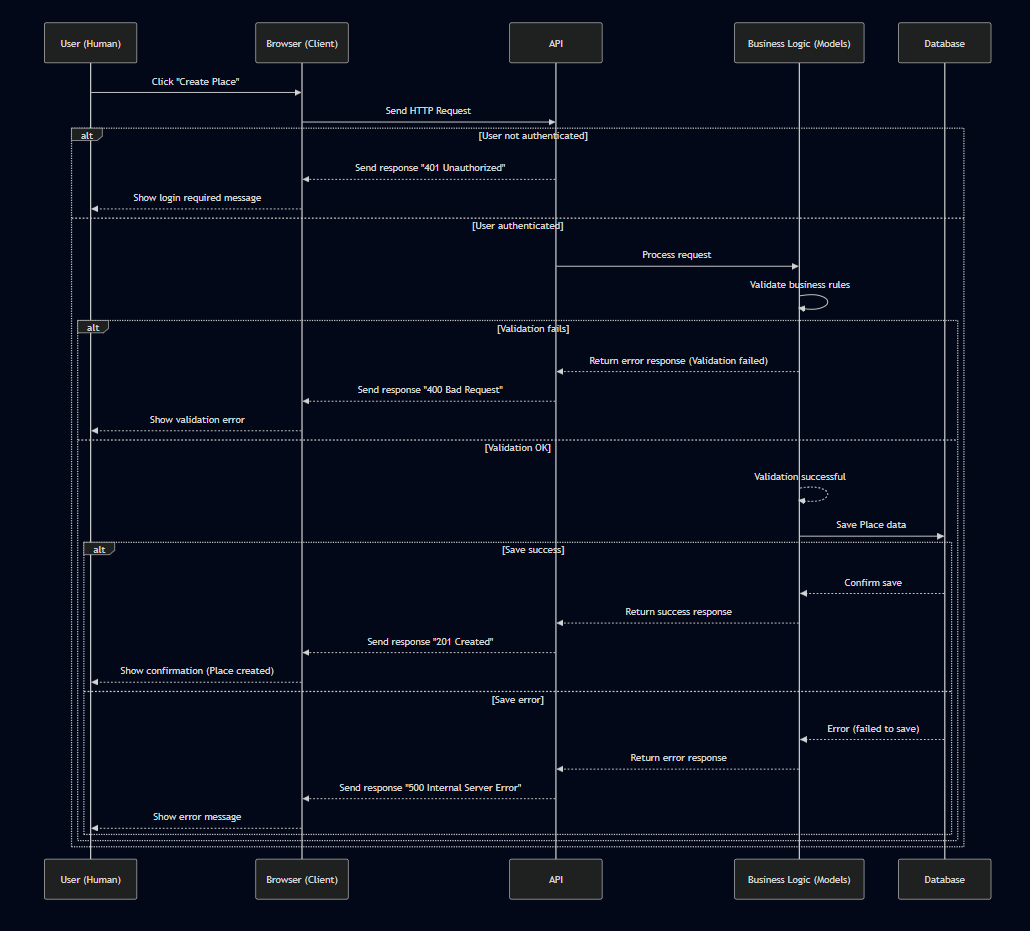 User (Human)
Browser (Client)
API
Business Logic (Models)
Database
Click "Create Place"
Send HTTP Request
alt
[User not authenticated]
Send response "401 Unauthorized"
Show login required message
[User authenticated]
Process request
Validate business rules
alt
[Validation fails]
Return error response (Validation failed)
Send response "400 Bad Request"
Show validation error
[Validation OK]
Validation successful
Save Place data
alt
[Save success]
Confirm save
Return success response
Send response "201 Created"
Show confirmation (Place created)
[Save error]
Error (failed to save)
Return error response
Send response "500 Internal Server Error"
Show error message
User (Human)
Browser (Client)
API
Business Logic (Models)
Database